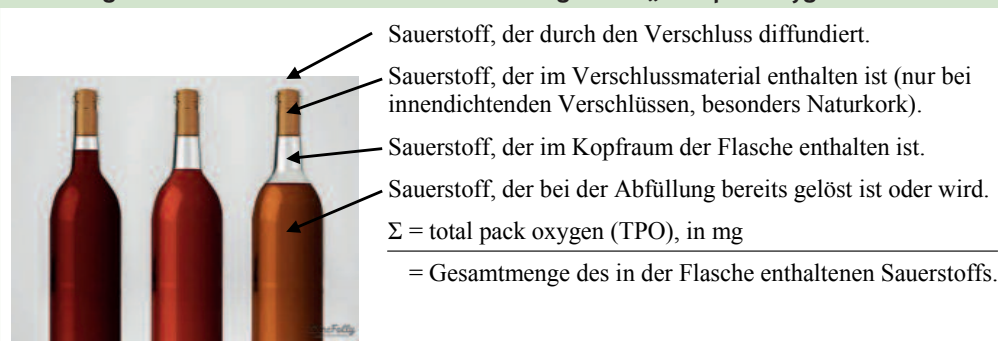 Sauerstoff, der durch den Verschluss diffundiert.
Sauerstoff, der im Verschlussmaterial enthalten ist (nur bei
innendichtenden Verschlüssen, besonders Naturkork).
Sauerstoff, der im Kopfraum der Flasche enthalten ist.
Sauerstoff, der bei der Abfüllung bereits gelöst ist oder wird.
Σ = total pack oxygen (TPO), in mg
= Gesamtmenge des in der Flasche enthaltenen Sauerstoffs.